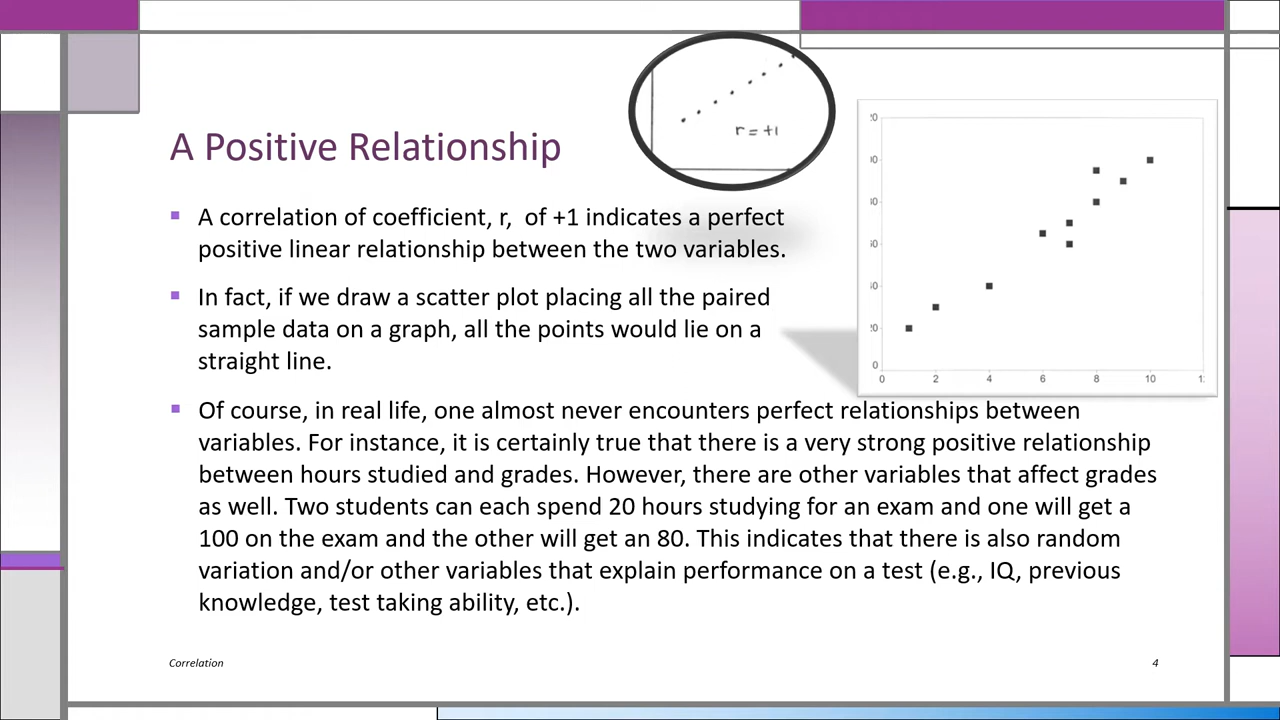 r = +1
A Positive Relationship
A correlation of coefficient, r,  of +1 indicates a perfect
positive linear relationship between the two variables.
In fact, if we draw a scatter plot placing all the paired
sample data on a graph, all the points would lie on a
straight line.
20
00
80
60
40
20
0
0 2 4 6 8 10 1
Of course, in real life, one almost never encounters perfect relationships between
variables. For instance, it is certainly true that there is a very strong positive relationship
between hours studied and grades. However, there are other variables that affect grades
as well. Two students can each spend 20 hours studying for an exam and one will get a
100 on the exam and the other will get an 80. This indicates that there is also random
variation and/or other variables that explain performance on a test (e.g., IQ, previous
knowledge, test taking ability, etc.).
Correlation 4